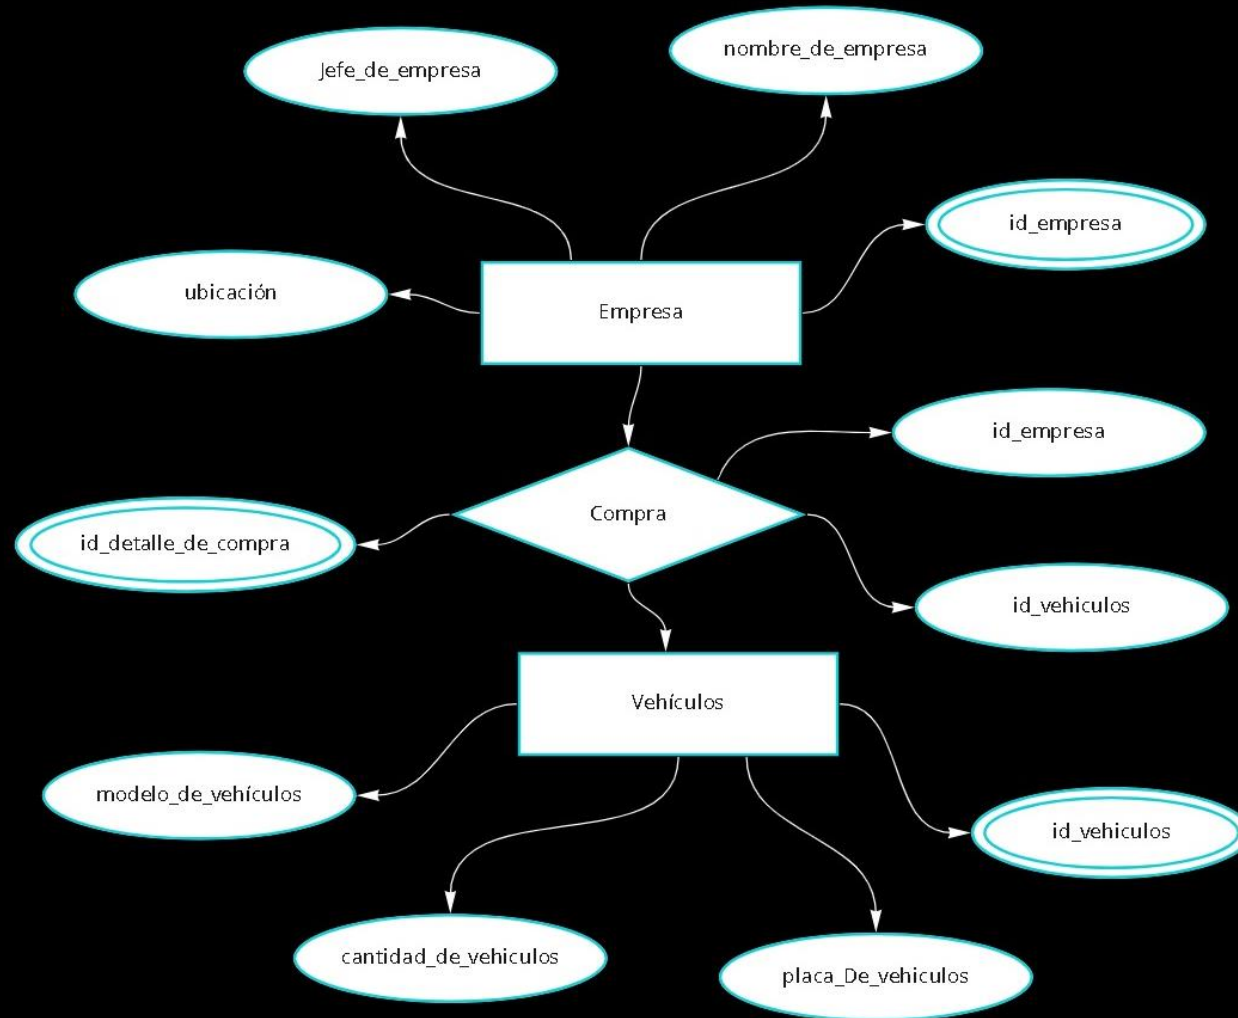 Jefe_de_empresa
nombre_de_empresa
id_empresa
ubicación
Empresa
id_empresa
Compra
id_detalle_de_compra
id_vehiculos
Vehículos
modelo_de_vehículos
id_vehiculos
cantidad_de_vehiculos
placa_De_vehiculos